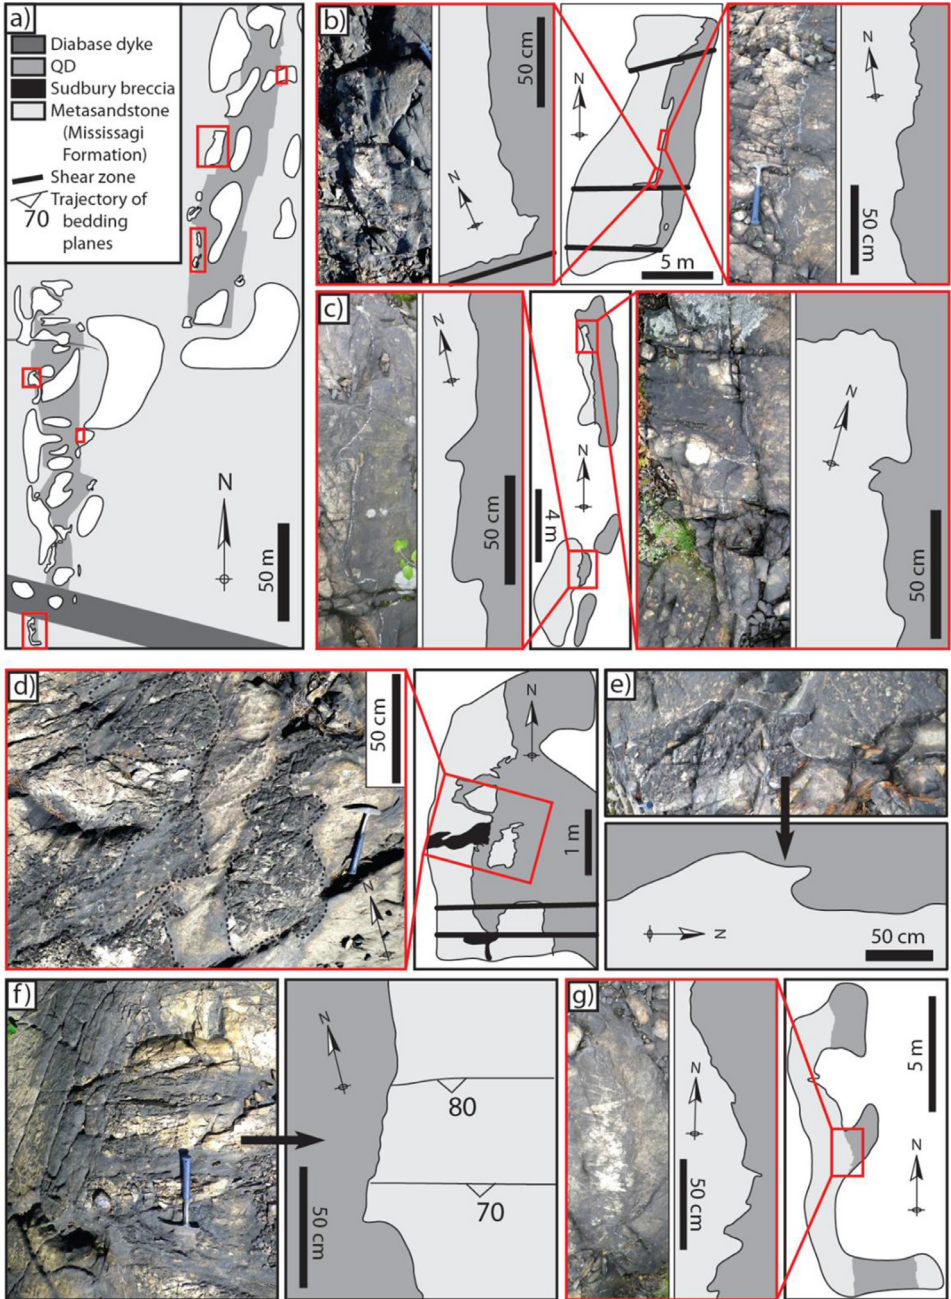 a)
Diabase dyke
QD
Sudbury breccia
Metasandstone
(Mississagi
Formation)
Shear zone
Trajectory of
70
bedding
planes
N
50 m
b)
N
50 cm
N
5 m
N
50 cm
c)
N
50 cm
N
4 m
N
50 cm
d)
50 cm
N
N
1 m
e)
N
50 cm
f)
N
80
70
50 cm
g)
N
50 cm
N
5 m